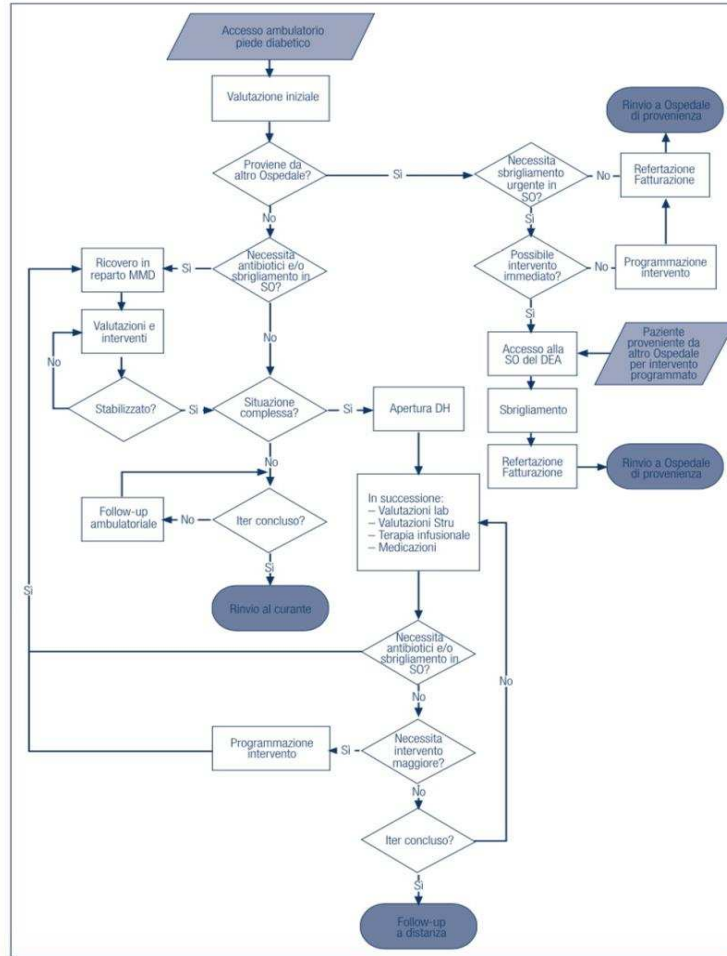 Accesso ambulatorio
piede diabetico
Valutazione iniziale
Rinvio a Ospedale
di provenienza
Proviene da
altro Ospedale?
Sì
Necessita
sbrigliamento
urgente in
SO?
No
Refertazione
Fatturazione
No
Sì
Ricovero in
reparto MMD
Sì
Necessita
antibiotici e/o
sbrigliamento in
SO?
Possibile
intervento
immediato?
No
Programmazione
intervento
Valutazioni e
interventi
No
No
Sì
Accesso alla
SO del DEA
Paziente
proveniente da
altro Ospedale
per intervento
programmato
Stabilizzato?
Sì
Situazione
complessa?
Sì
Apertura DH
Sbrigliamento
No
Refertazione
Fatturazione
Rinvio a Ospedale
di provenienza
Follow-up
ambulatoriale
No
Iter concluso?
In successione:
– Valutazioni lab
– Valutazioni Stru
– Terapia infusionale
– Medicazioni
Sì
Sì
Rinvio al curante
Necessita
antibiotici e/o
sbrigliamento in
SO?
No
No
Programmazione
intervento
Sì
Necessita
intervento
maggiore?
No
Iter concluso?
Sì
Follow-up
a distanza